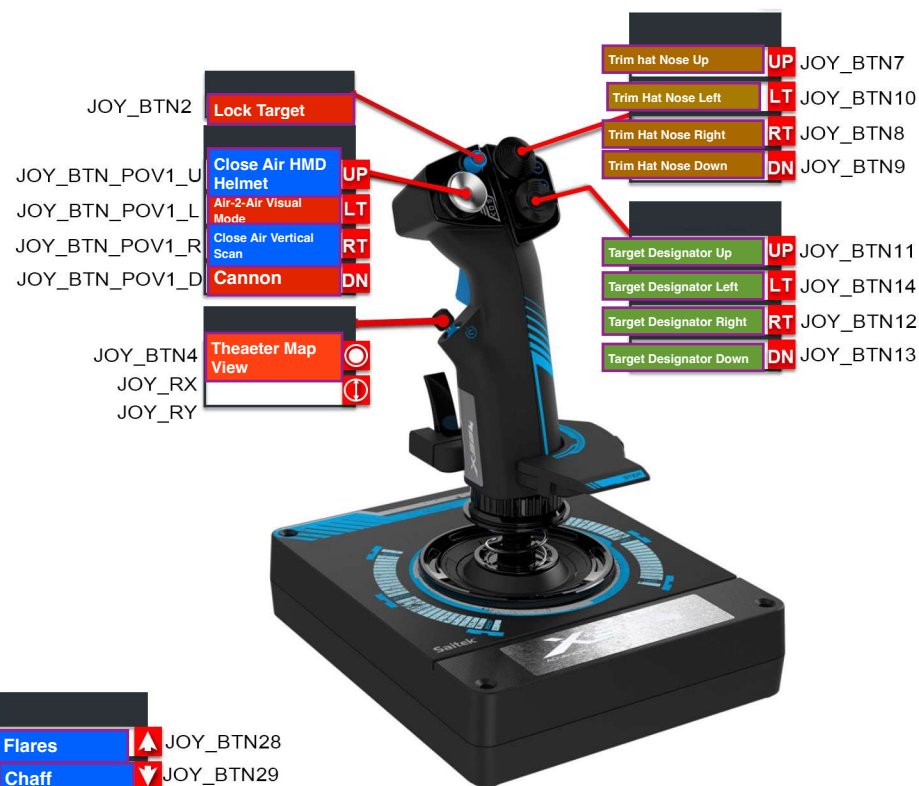 JOY_BTN2
Lock Target
JOY_BTN_POV1_U
Close Air HMD
Helmet
UP
JOY_BTN_POV1_L
Air-2-Air Visual
Mode
LT
JOY_BTN_POV1_R
Close Air Vertical
Scan
RT
JOY_BTN_POV1_D
Cannon
DN
JOY_BTN4
Theaeter Map
View
JOY_RX
JOY_RY
Trim hat Nose Up
UP
JOY_BTN7
Trim Hat Nose Left
LT
JOY_BTN10
Trim Hat Nose Right
RT
JOY_BTN8
Trim Hat Nose Down
DN
JOY_BTN9
Target Designator Up
UP
JOY_BTN11
Target Designator Left
LT
JOY_BTN14
Target Designator Right
RT
JOY_BTN12
Target Designator Down
DN
JOY_BTN13
Saitek
Flares
JOY_BTN28
Chaff
JOY_BTN29